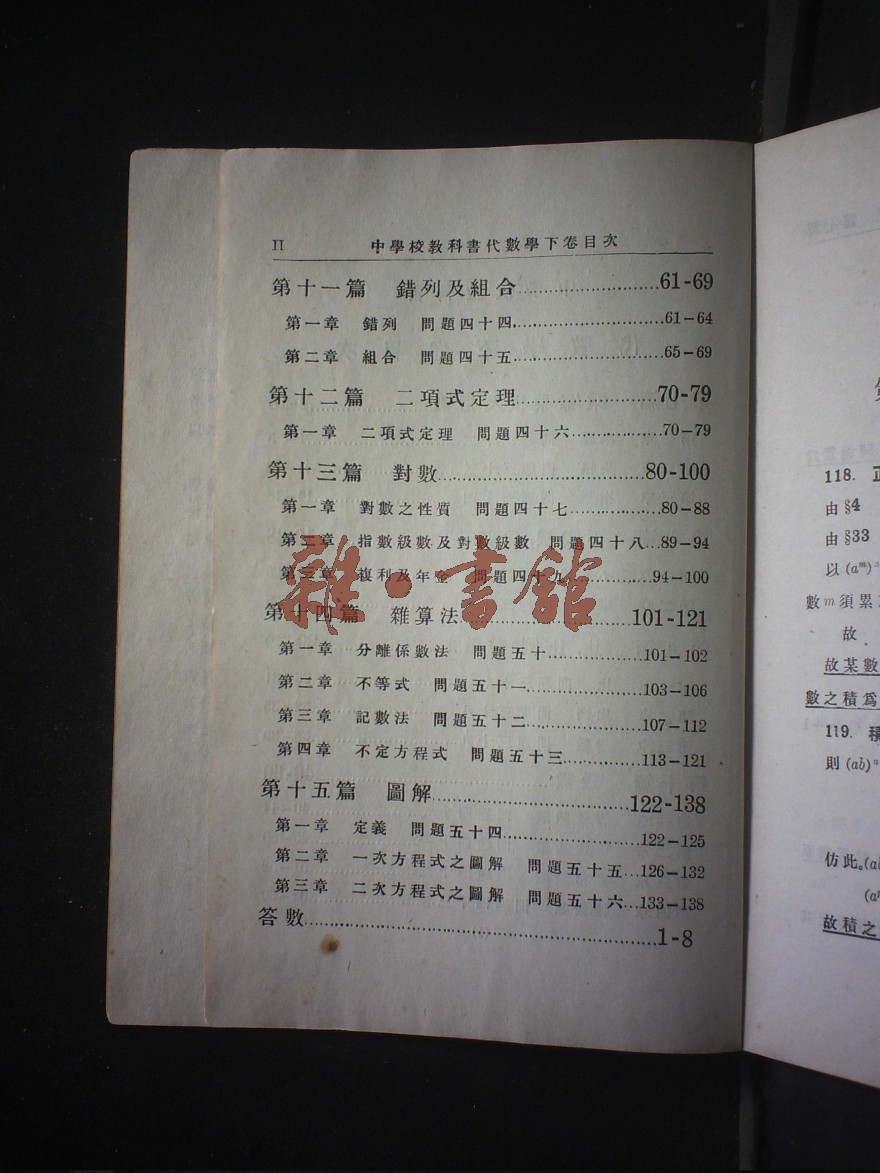 II 中學校敎科書代數學下卷目次
第十一篇 錯列及組合..............................61-69
第一章 錯列 問題四十四..............................61-64
第二章 組合 問題四十五..............................65-69
第十二篇 二項式定理..............................70-79
第一章 二項式定理 問題四十六..................70-79
第十三篇 對數..............................80-100
第一章 對數之性質 問題四十七..................80-88
第二章 指數級數及對數級數 問題四十八...89-94
第三章 複利及年金 問題四十九..................94-100
第十四篇 雜算法..............................101-121
第一章 分離係數法 問題五十..................101-102
第二章 不等式 問題五十一..................103-106
第三章 記數法 問題五十二..................107-112
第四章 不定方程式 問題五十三..................113-121
第十五篇 圖解..............................122-138
第一章 定義 問題五十四..................122-125
第二章 一次方程式之圖解 問題五十五...126-132
第三章 二次方程式之圖解 問題五十六...133-138
答數..............................1-8
雜·書館
118.
由§4
由§33
以(aᵐ)
數m須累
故
故某數
數之積爲
119. 積
則(ab)ⁿ
仿此。(a
(a
故積之